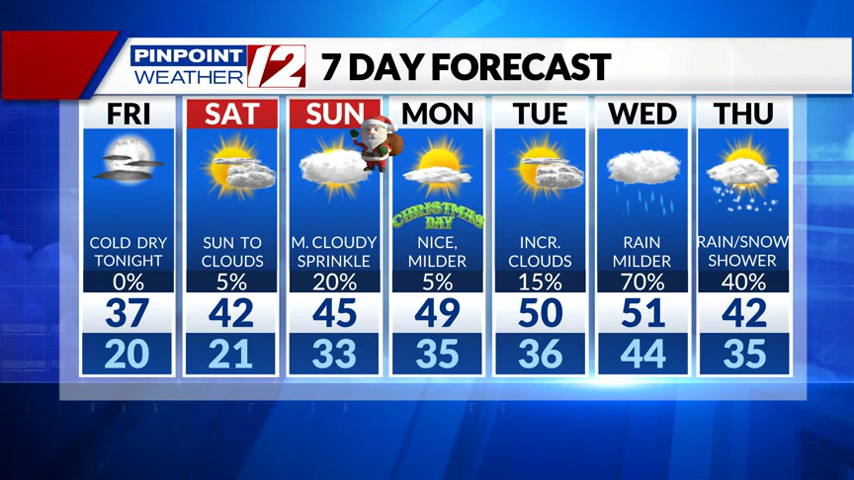 PINPOINT
WEATHER 12
7 DAY FORECAST
FRI
COLD DRY
TONIGHT
0%
37
20
SAT
SUN TO
CLOUDS
5%
42
21
SUN
M. CLOUDY
SPRINKLE
20%
45
33
MON
CHRISTMAS
DAY
NICE,
MILDER
5%
49
35
TUE
INCR.
CLOUDS
15%
50
36
WED
RAIN
MILDER
70%
51
44
THU
RAIN/SNOW
SHOWER
40%
42
35